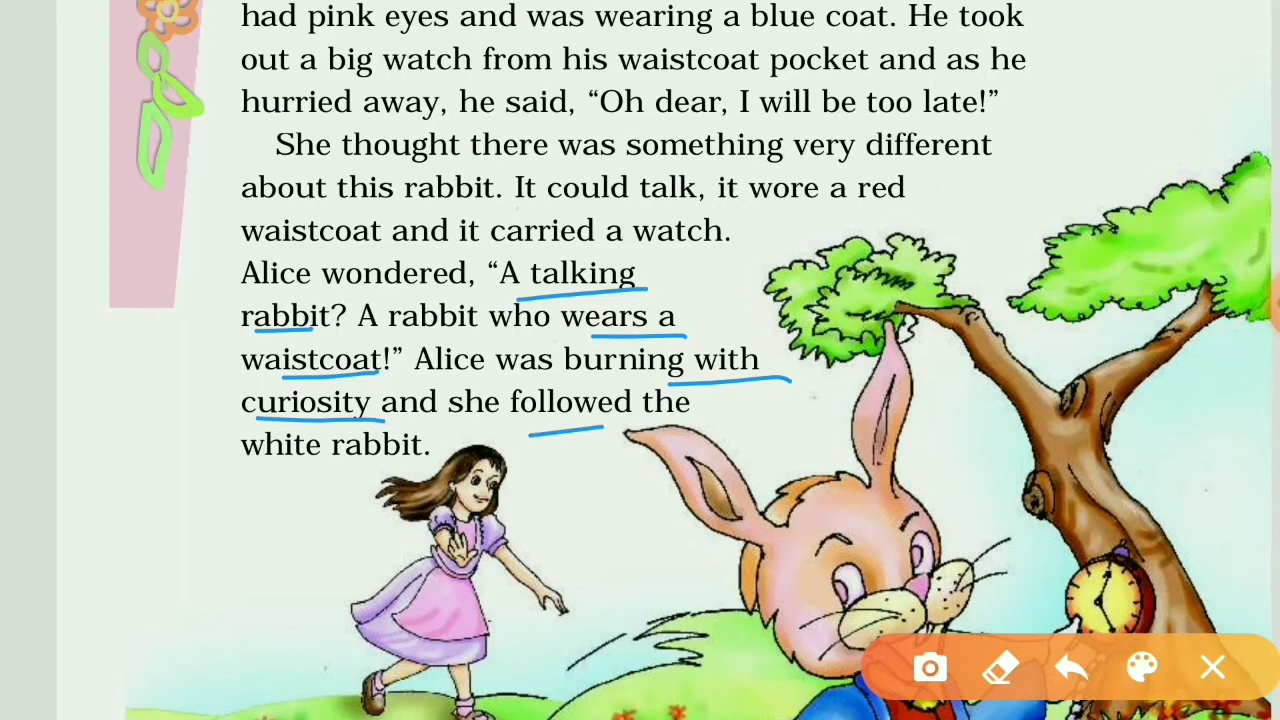 had pink eyes and was wearing a blue coat. He took
out a big watch from his waistcoat pocket and as he
hurried away, he said, “Oh dear, I will be too late!”
She thought there was something very different
about this rabbit. It could talk, it wore a red
waistcoat and it carried a watch.
Alice wondered, “A talking
rabbit? A rabbit who wears a
waistcoat!” Alice was burning with
curiosity and she followed the
white rabbit.